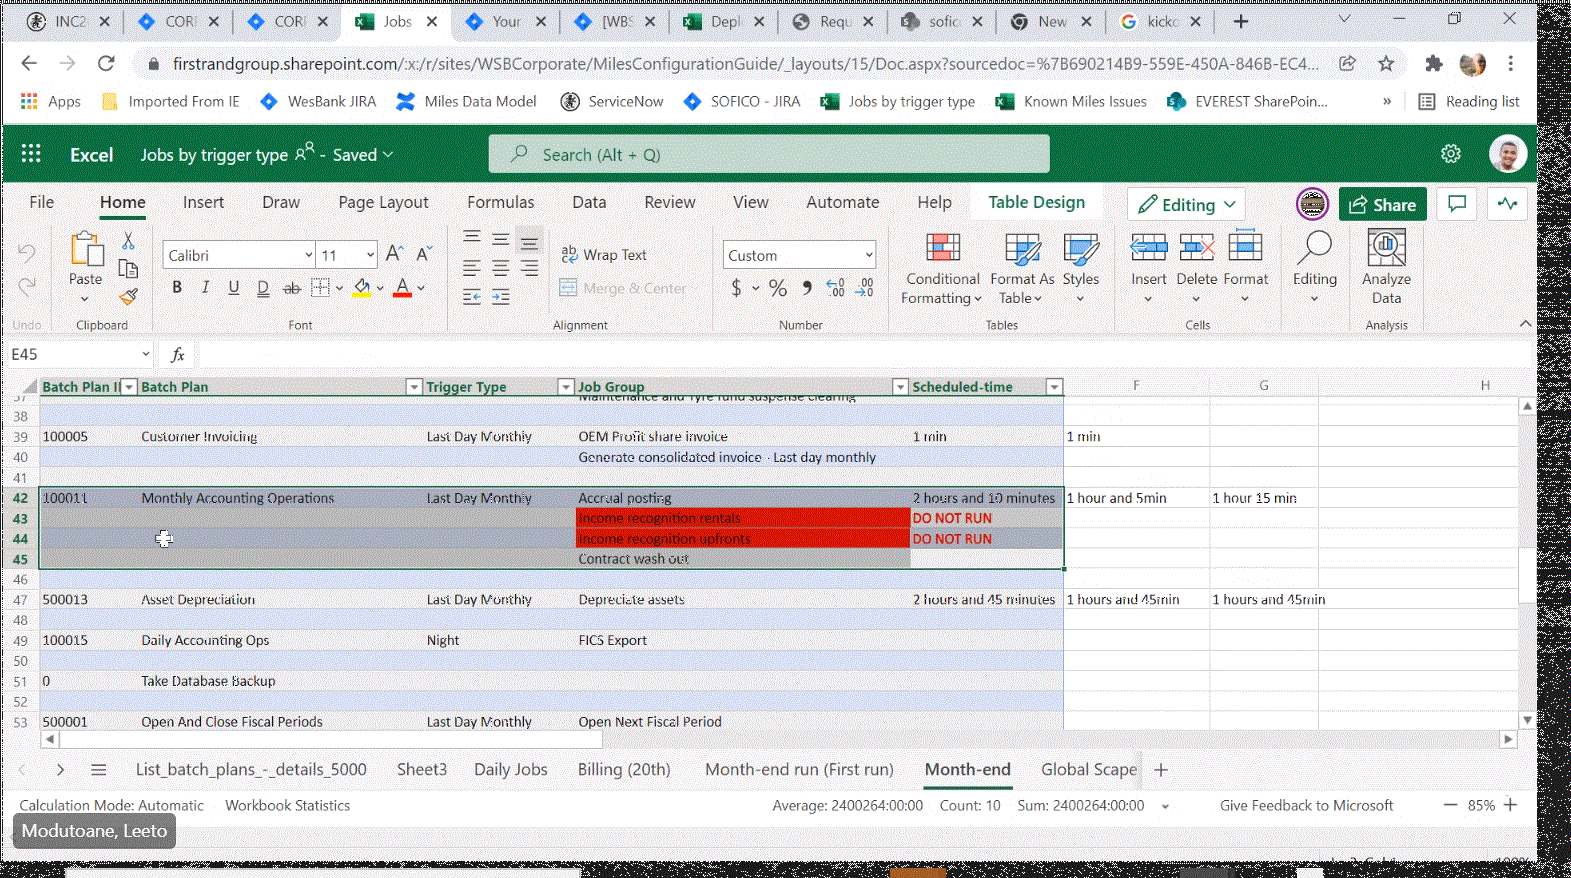 INC2 CORF CORF Jobs Your [WBS Deplo Requ sofic New kicko
firstrandgroup.sharepoint.com/:x:/r/sites/WSBCorporate/MilesConfigurationGuide/_layouts/15/Doc.aspx?sourcedoc=%7B690214B9-559E-450A-846B-EC4...
Apps Imported From IE WesBank JIRA Miles Data Model ServiceNow SOFICO - JIRA Jobs by trigger type Known Miles Issues EVEREST SharePoin... » Reading list
Excel Jobs by trigger type - Saved Search (Alt + Q)
File Home Insert Draw Page Layout Formulas Data Review View Automate Help Table Design Editing Share
Calibri 11 Wrap Text Custom
Paste Conditional Format As Styles Insert Delete Format Editing Analyze
B I U D ab A Merge & Center $ % Formatting Table Data
Undo Clipboard Font Alignment Number Tables Cells Analysis
E45 fx
Batch Plan I Batch Plan Trigger Type Job Group Scheduled-time F G H
37 Maintenance and Tyre fund suspense clearing
38
39 100005 Customer Invoicing Last Day Monthly OEM Profit share invoice 1 min 1 min
40 Generate consolidated invoice - Last day monthly
41
42 100011 Monthly Accounting Operations Last Day Monthly Accrual posting 2 hours and 10 minutes 1 hour and 5min 1 hour 15 min
43 Income recognition rentals DO NOT RUN
44 Income recognition upfronts DO NOT RUN
45 Contract wash out
46
47 500013 Asset Depreciation Last Day Monthly Depreciate assets 2 hours and 45 minutes 1 hours and 45min 1 hours and 45min
48
49 100015 Daily Accounting Ops Night FICS Export
50
51 0 Take Database Backup
52
53 500001 Open And Close Fiscal Periods Last Day Monthly Open Next Fiscal Period
List_batch_plans_-_details_5000 Sheet3 Daily Jobs Billing (20th) Month-end run (First run) Month-end Global Scape
Calculation Mode: Automatic Workbook Statistics Average: 2400264:00:00 Count: 10 Sum: 2400264:00:00 Give Feedback to Microsoft 85%
Modutoane, Leeto